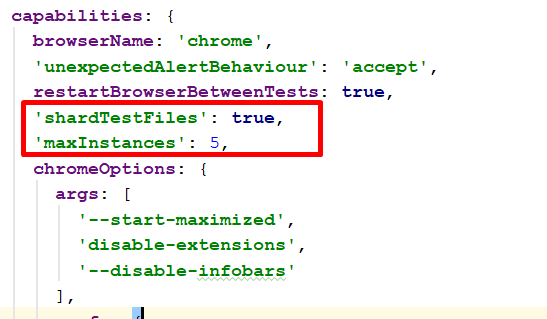 capabilities: {
browserName: 'chrome',
'unexpectedAlertBehaviour': 'accept',
restartBrowserBetweenTests: true,
'shardTestFiles': true,
'maxInstances': 5,
chromeOptions: {
args: [
'--start-maximized',
'disable-extensions',
'--disable-infobars'
],